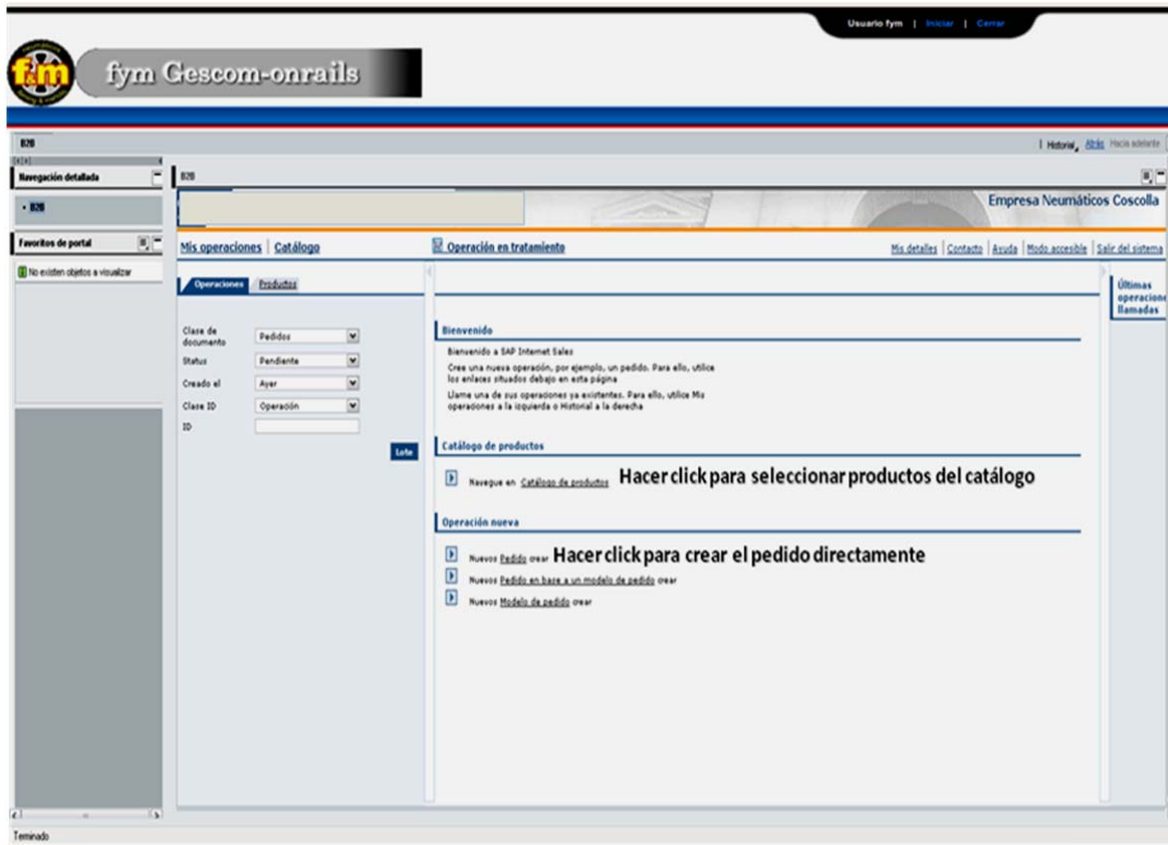 Usuario fym | Iniciar | Cerrar
f&m
fym Gescom-onrails
B2B
| Historial Atrás Hacia adelante
Navegación detallada
B2B
• B2B
Empresa Neumáticos Coscolla
Favoritos de portal
Mis operaciones | Catálogo
Operación en tratamiento
Mis detalles | Contacto | Ayuda | Modo accesible | Salir del sistema
No existen objetos a visualizar
Operaciones Productos
Últimas
operacione
llamadas
Clase de
documento
Pedidos
Status
Pendiente
Creado el
Ayer
Clase ID
Operación
ID
Lote
Bienvenido
Bienvenido a SAP Internet Sales
Cree una nueva operación, por ejemplo, un pedido. Para ello, utilice
los enlaces situados debajo en esta página
Llame una de sus operaciones ya existentes. Para ello, utilice Mis
operaciones a la izquierda o Historial a la derecha
Catálogo de productos
Navegue en Catálogo de productos Hacer click para seleccionar productos del catálogo
Operación nueva
Nuevos Pedido crear Hacer click para crear el pedido directamente
Nuevos Pedido en base a un modelo de pedido crear
Nuevos Modelo de pedido crear
Terminado